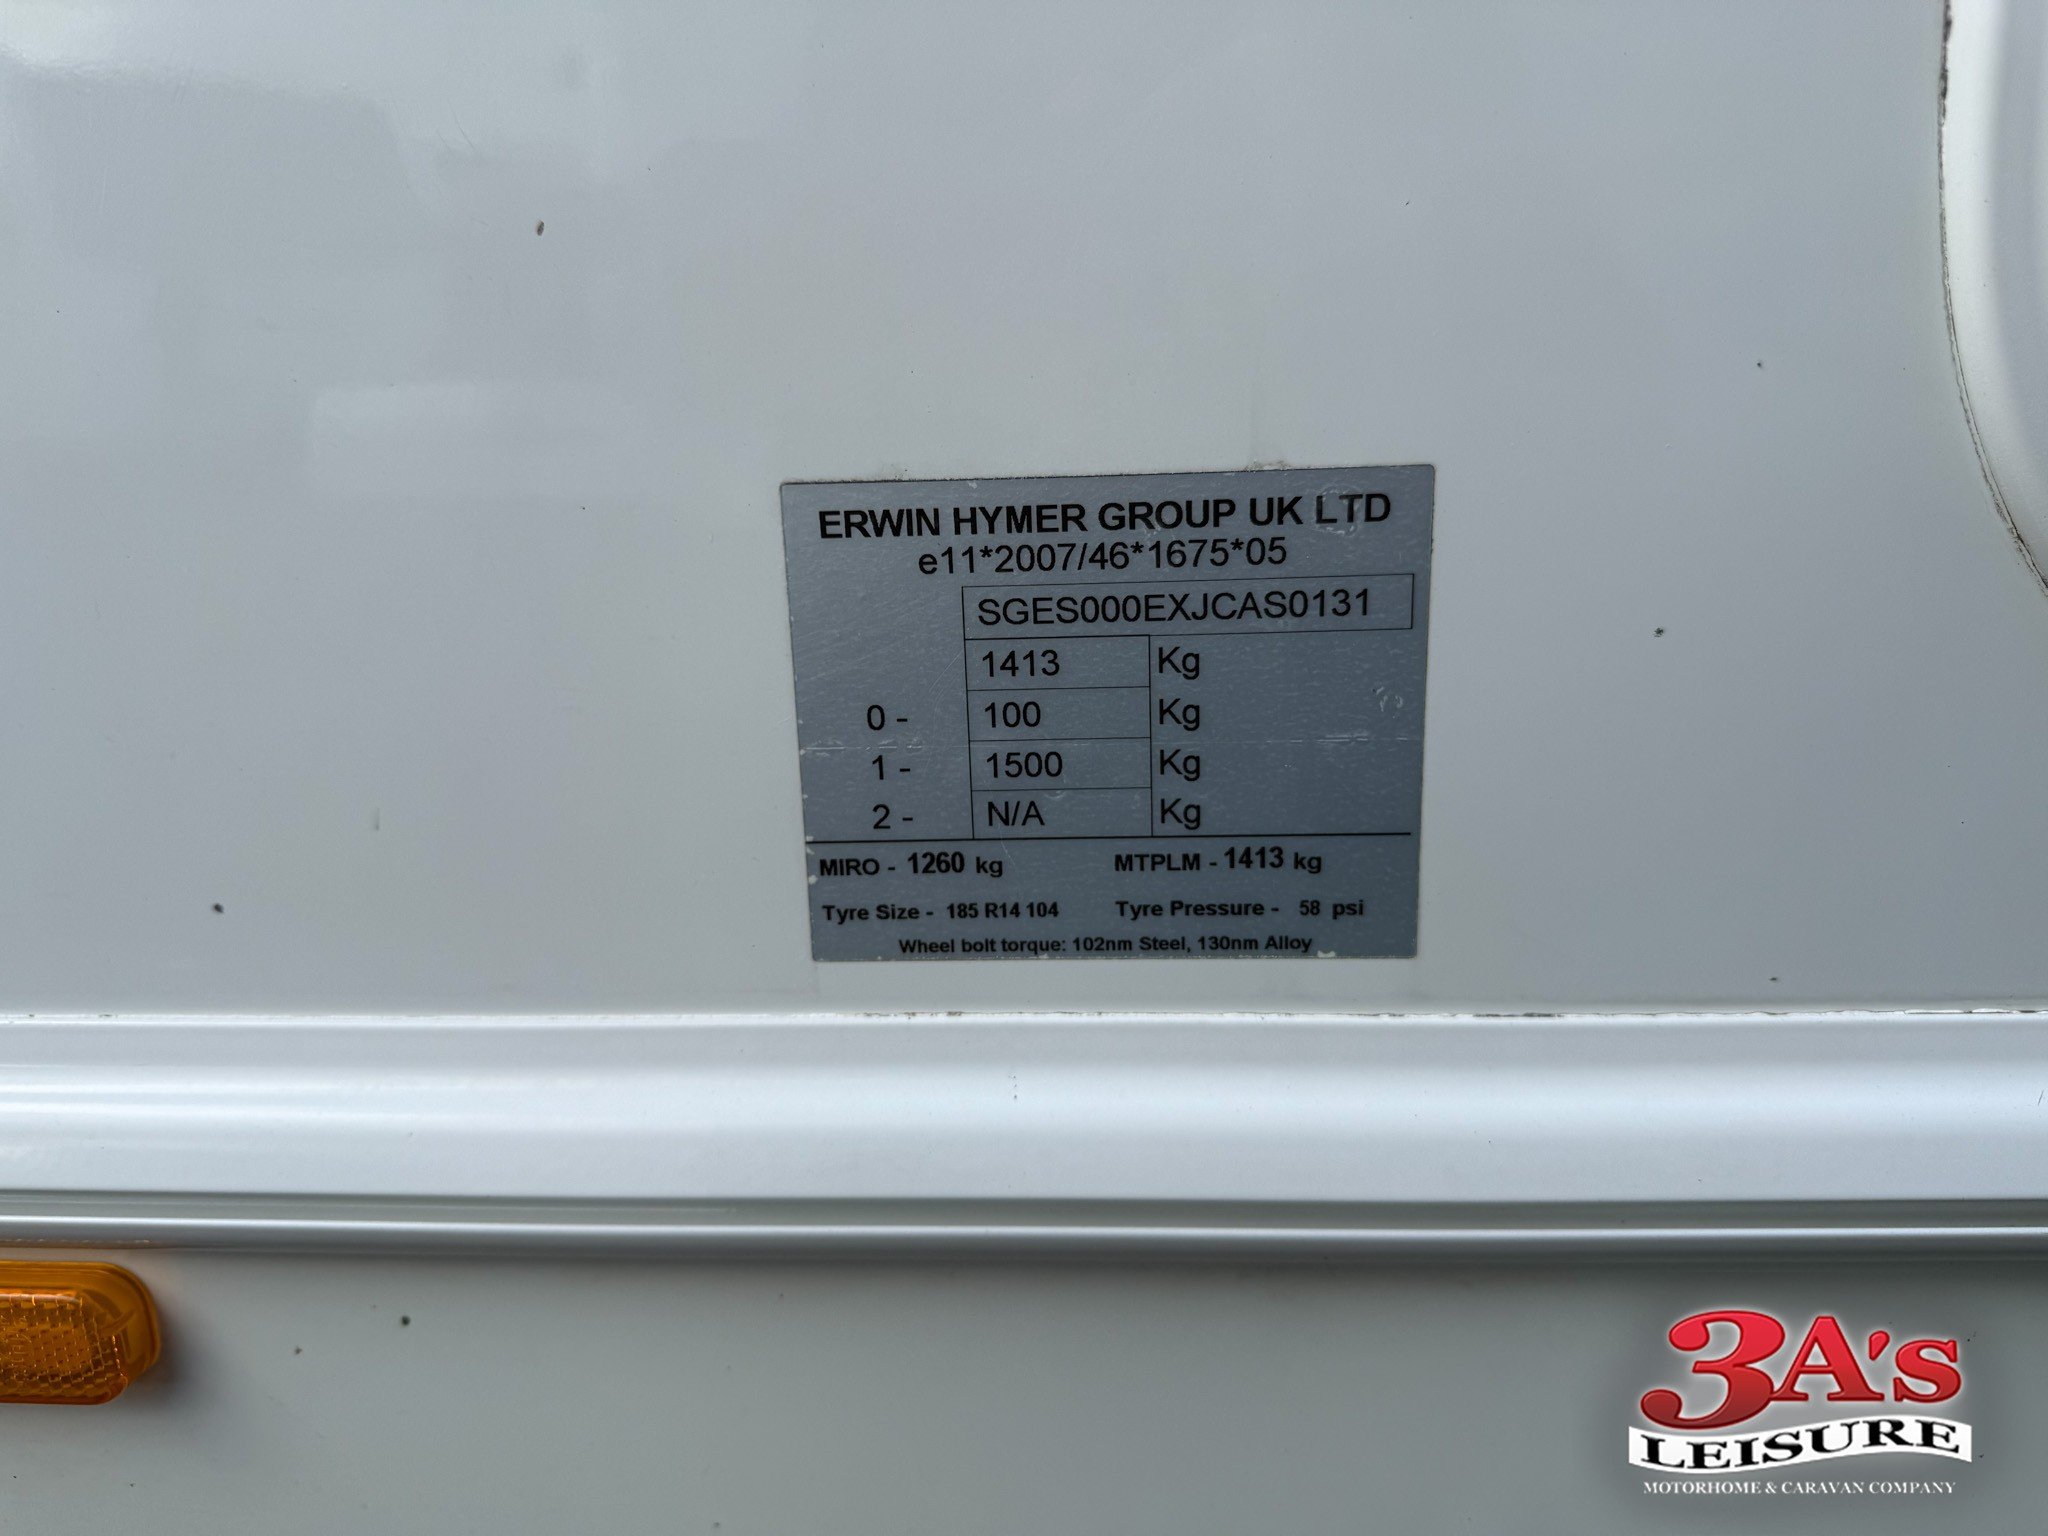 ERWIN HYMER GROUP UK LTD
e11*2007/46*1675*05
SGES000EXJCAS0131
1413 Kg
0 - 100 Kg
1 - 1500 Kg
2 - N/A Kg
MIRO - 1260 kg MTPLM - 1413 kg
Tyre Size - 185 R14 104 Tyre Pressure - 58 psi
Wheel bolt torque: 102nm Steel, 130nm Alloy
3A's
LEISURE
MOTORHOME & CARAVAN COMPANY